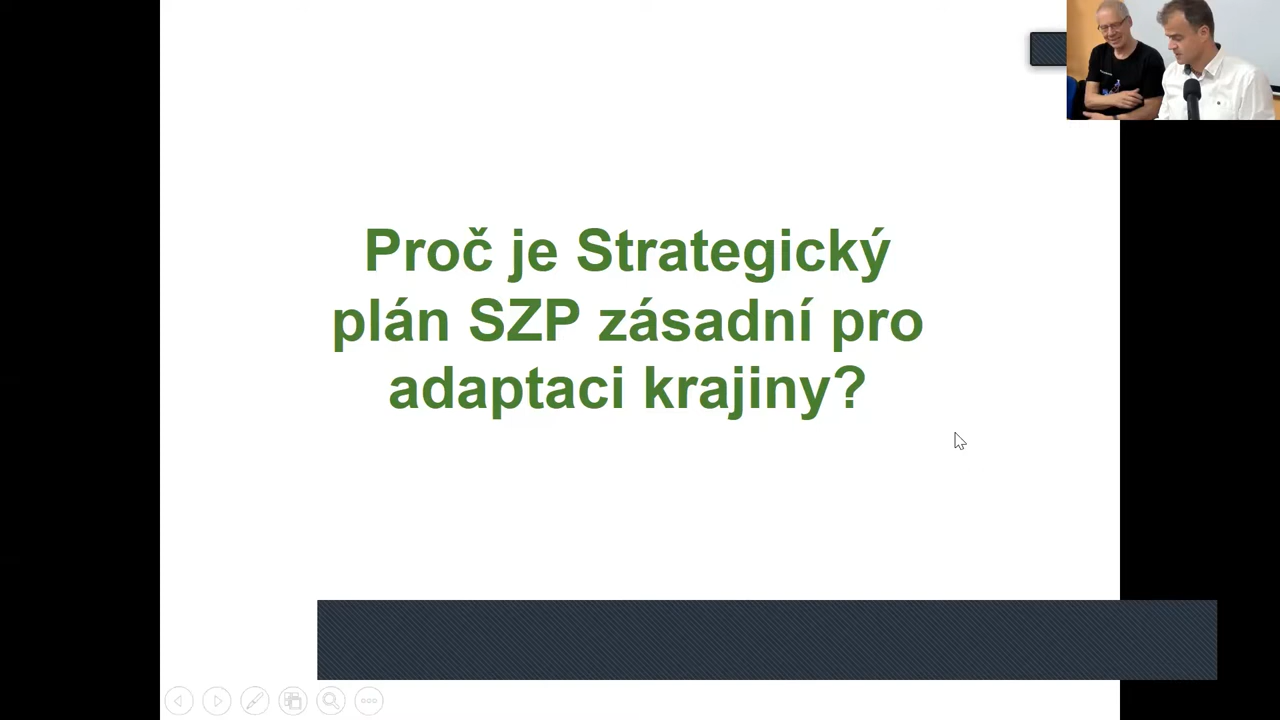 Proč je Strategický
plán SZP zásadní pro
adaptaci krajiny?